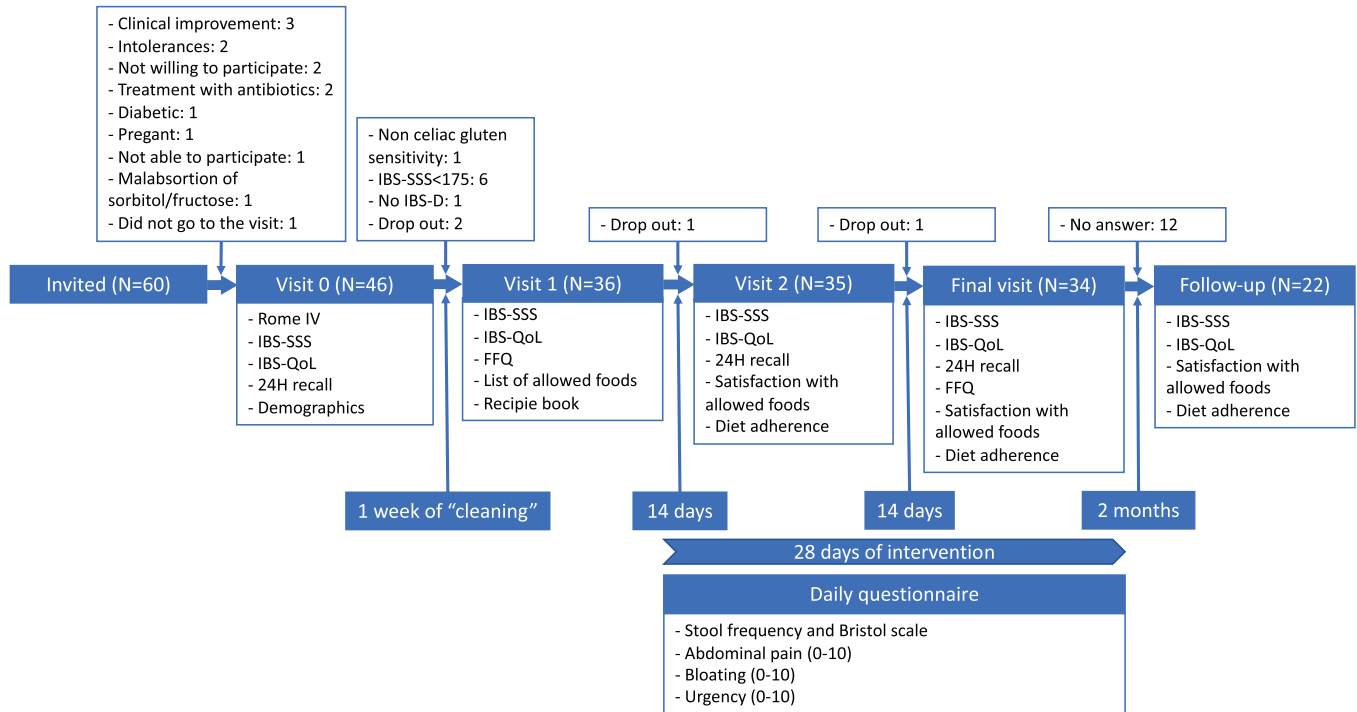 - Clinical improvement: 3
- Intolerances: 2
- Not willing to participate: 2
- Treatment with antibiotics: 2
- Diabetic: 1
- Pregant: 1
- Not able to participate: 1
- Malabsortion of
sorbitol/fructose: 1
- Did not go to the visit: 1
- Non celiac gluten
sensitivity: 1
- IBS-SSS<175: 6
- No IBS-D: 1
- Drop out: 2
- Drop out: 1
- Drop out: 1
- No answer: 12
Invited (N=60)
Visit 0 (N=46)
- Rome IV
- IBS-SSS
- IBS-QoL
- 24H recall
- Demographics
Visit 1 (N=36)
- IBS-SSS
- IBS-QoL
- FFQ
- List of allowed foods
- Recipie book
Visit 2 (N=35)
- IBS-SSS
- IBS-QoL
- 24H recall
- Satisfaction with
allowed foods
- Diet adherence
Final visit (N=34)
- IBS-SSS
- IBS-QoL
- 24H recall
- FFQ
- Satisfaction with
allowed foods
- Diet adherence
Follow-up (N=22)
- IBS-SSS
- IBS-QoL
- Satisfaction with
allowed foods
- Diet adherence
1 week of “cleaning”
14 days
14 days
2 months
28 days of intervention
Daily questionnaire
- Stool frequency and Bristol scale
- Abdominal pain (0-10)
- Bloating (0-10)
- Urgency (0-10)